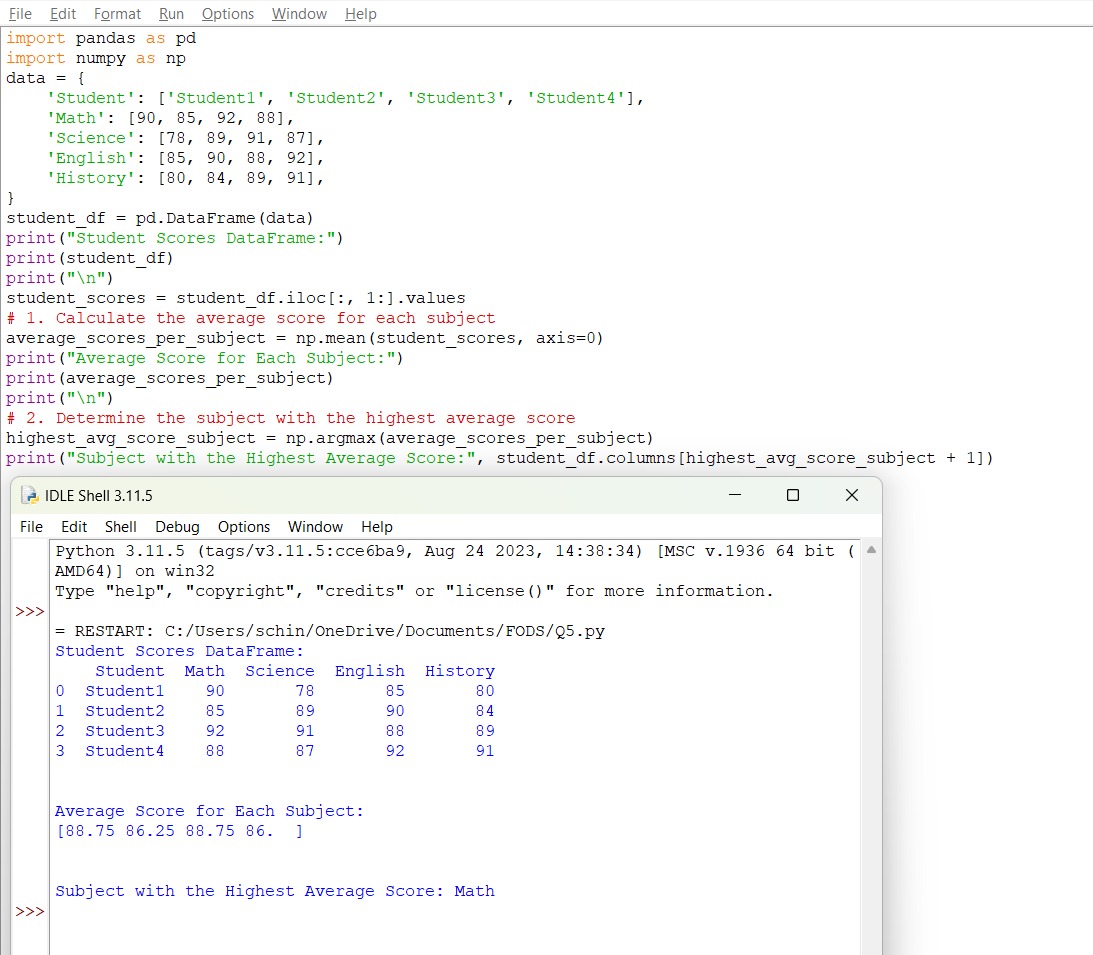 File Edit Format Run Options Window Help
import pandas as pd
import numpy as np
data = {
    'Student': ['Student1', 'Student2', 'Student3', 'Student4'],
    'Math': [90, 85, 92, 88],
    'Science': [78, 89, 91, 87],
    'English': [85, 90, 88, 92],
    'History': [80, 84, 89, 91],
}
student_df = pd.DataFrame(data)
print("Student Scores DataFrame:")
print(student_df)
print("\n")
student_scores = student_df.iloc[:, 1:].values
# 1. Calculate the average score for each subject
average_scores_per_subject = np.mean(student_scores, axis=0)
print("Average Score for Each Subject:")
print(average_scores_per_subject)
print("\n")
# 2. Determine the subject with the highest average score
highest_avg_score_subject = np.argmax(average_scores_per_subject)
print("Subject with the Highest Average Score:", student_df.columns[highest_avg_score_subject + 1])
IDLE Shell 3.11.5
File Edit Shell Debug Options Window Help
Python 3.11.5 (tags/v3.11.5:cce6ba9, Aug 24 2023, 14:38:34) [MSC v.1936 64 bit (
AMD64)] on win32
Type "help", "copyright", "credits" or "license()" for more information.
>>>
= RESTART: C:/Users/schin/OneDrive/Documents/FODS/Q5.py
Student Scores DataFrame:
    Student  Math  Science  English  History
0  Student1    90       78       85       80
1  Student2    85       89       90       84
2  Student3    92       91       88       89
3  Student4    88       87       92       91
Average Score for Each Subject:
[88.75 86.25 88.75 86.  ]
Subject with the Highest Average Score: Math
>>>